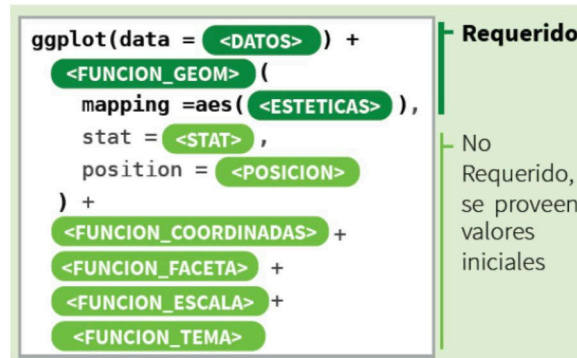 ggplot(data = <DATOS> ) +
<FUNCION_GEOM> (
mapping =aes( <ESTETICAS> ),
stat = <STAT> ,
position = <POSICION>
) +
<FUNCION_COORDINADAS> +
<FUNCION_FACETA> +
<FUNCION_ESCALA> +
<FUNCION_TEMA>
Requerido
No
Requerido,
se proveen
valores
iniciales